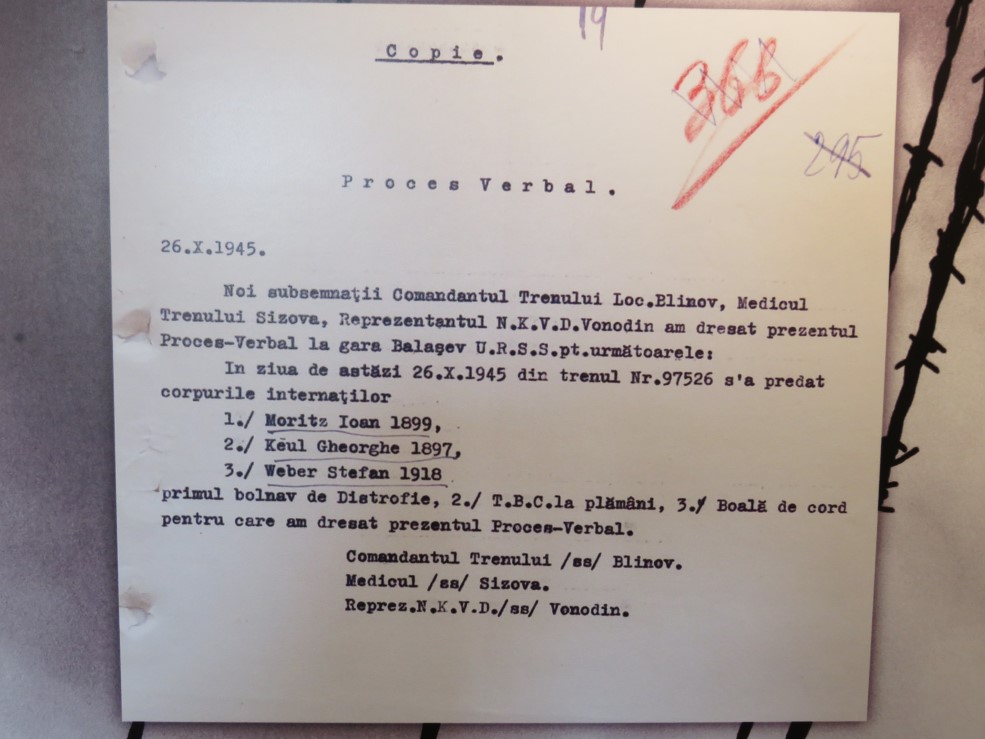 19
Copie.
366
295
Proces Verbal.
26.X.1945.
Noi subsemnaţii Comandantul Trenului Loc.Blinov, Medicul
Trenului Sizova, Reprezentantul N.K.V.D.Vonodin am dresat prezentul
Proces-Verbal la gara Balaşev U.R.S.S.pt.următoarele:
In ziua de astăzi 26.X.1945 din trenul Nr.97526 s'a predat
corpurile internaţilor
1./ Moritz Ioan 1899,
2./ Keul Gheorghe 1897,
3./ Weber Stefan 1918
primul bolnav de Distrofie, 2./ T.B.C.la plămâni, 3./ Boală de cord
pentru care am dresat prezentul Proces-Verbal.
Comandantul Trenului /ss/ Blinov.
Medicul /ss/ Sizova.
Reprez.N.K.V.D./ss/ Vonodin.